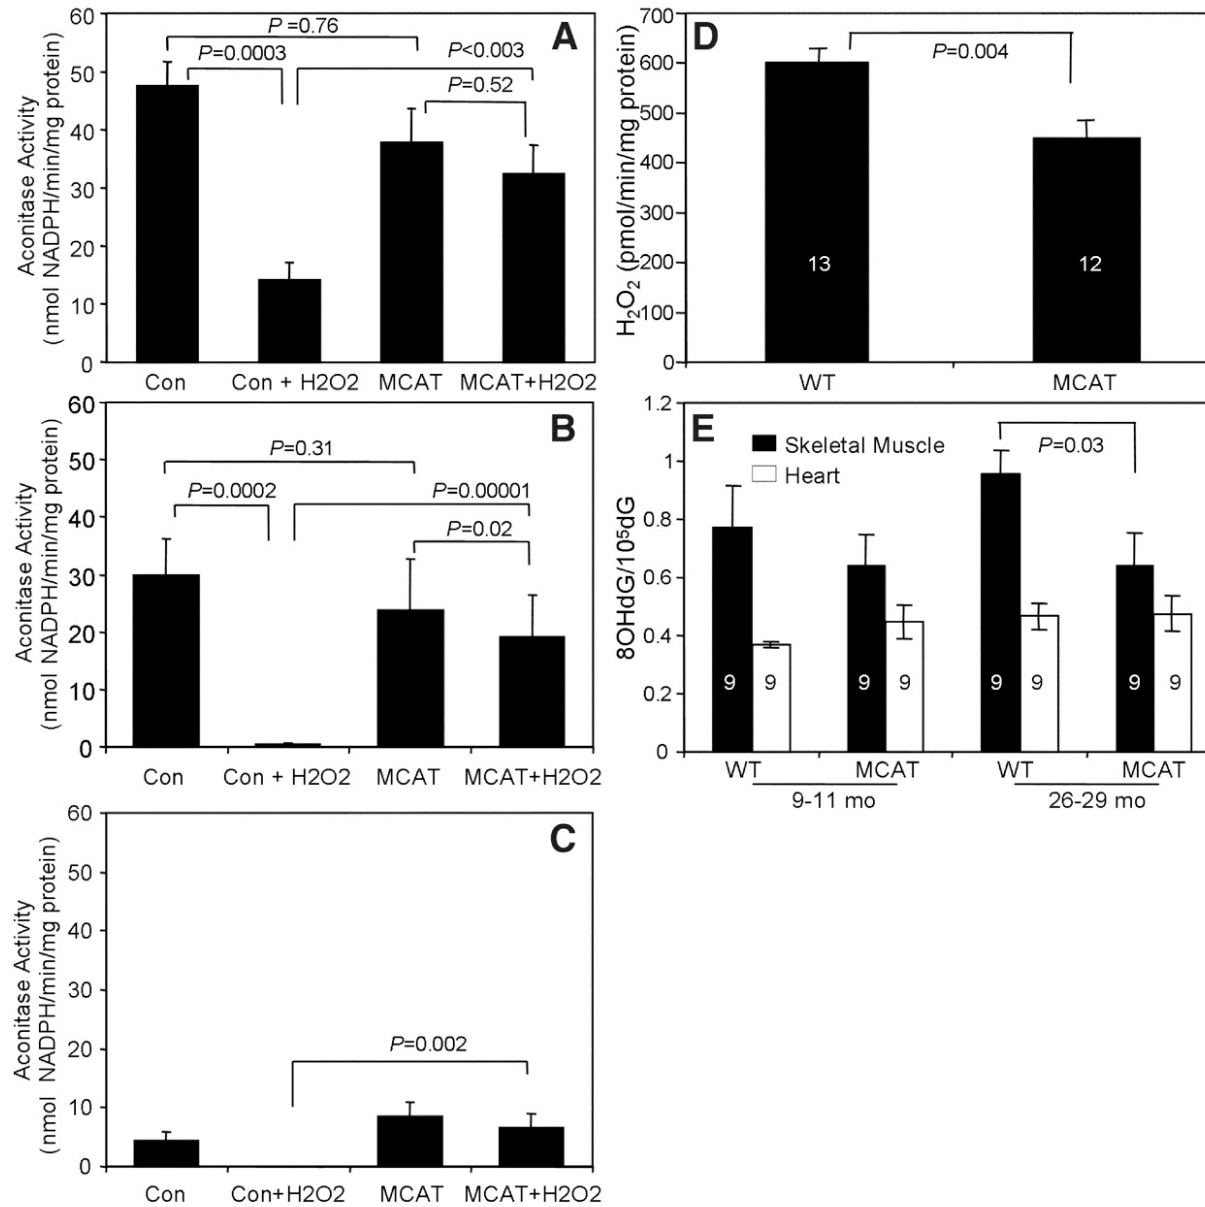 A
Aconitase Activity
(nmol NADPH/min/mg protein)
60
50
40
30
20
10
0
P =0.76
P=0.0003
P<0.003
P=0.52
Con
Con + H2O2
MCAT
MCAT+H2O2
B
Aconitase Activity
(nmol NADPH/min/mg protein)
60
50
40
30
20
10
0
P=0.31
P=0.0002
P=0.00001
P=0.02
Con
Con + H2O2
MCAT
MCAT+H2O2
C
Aconitase Activity
(nmol NADPH/min/mg protein)
60
50
40
30
20
10
0
P=0.002
Con
Con+H2O2
MCAT
MCAT+H2O2
D
H₂O₂ (pmol/min/mg protein)
700
600
500
400
300
200
100
0
P=0.004
13
12
WT
MCAT
E
8OHdG/10⁵dG
1.2
1
0.8
0.6
0.4
0.2
0
Skeletal Muscle
Heart
P=0.03
9 9 9 9 9 9 9 9
WT
MCAT
WT
MCAT
9-11 mo
26-29 mo